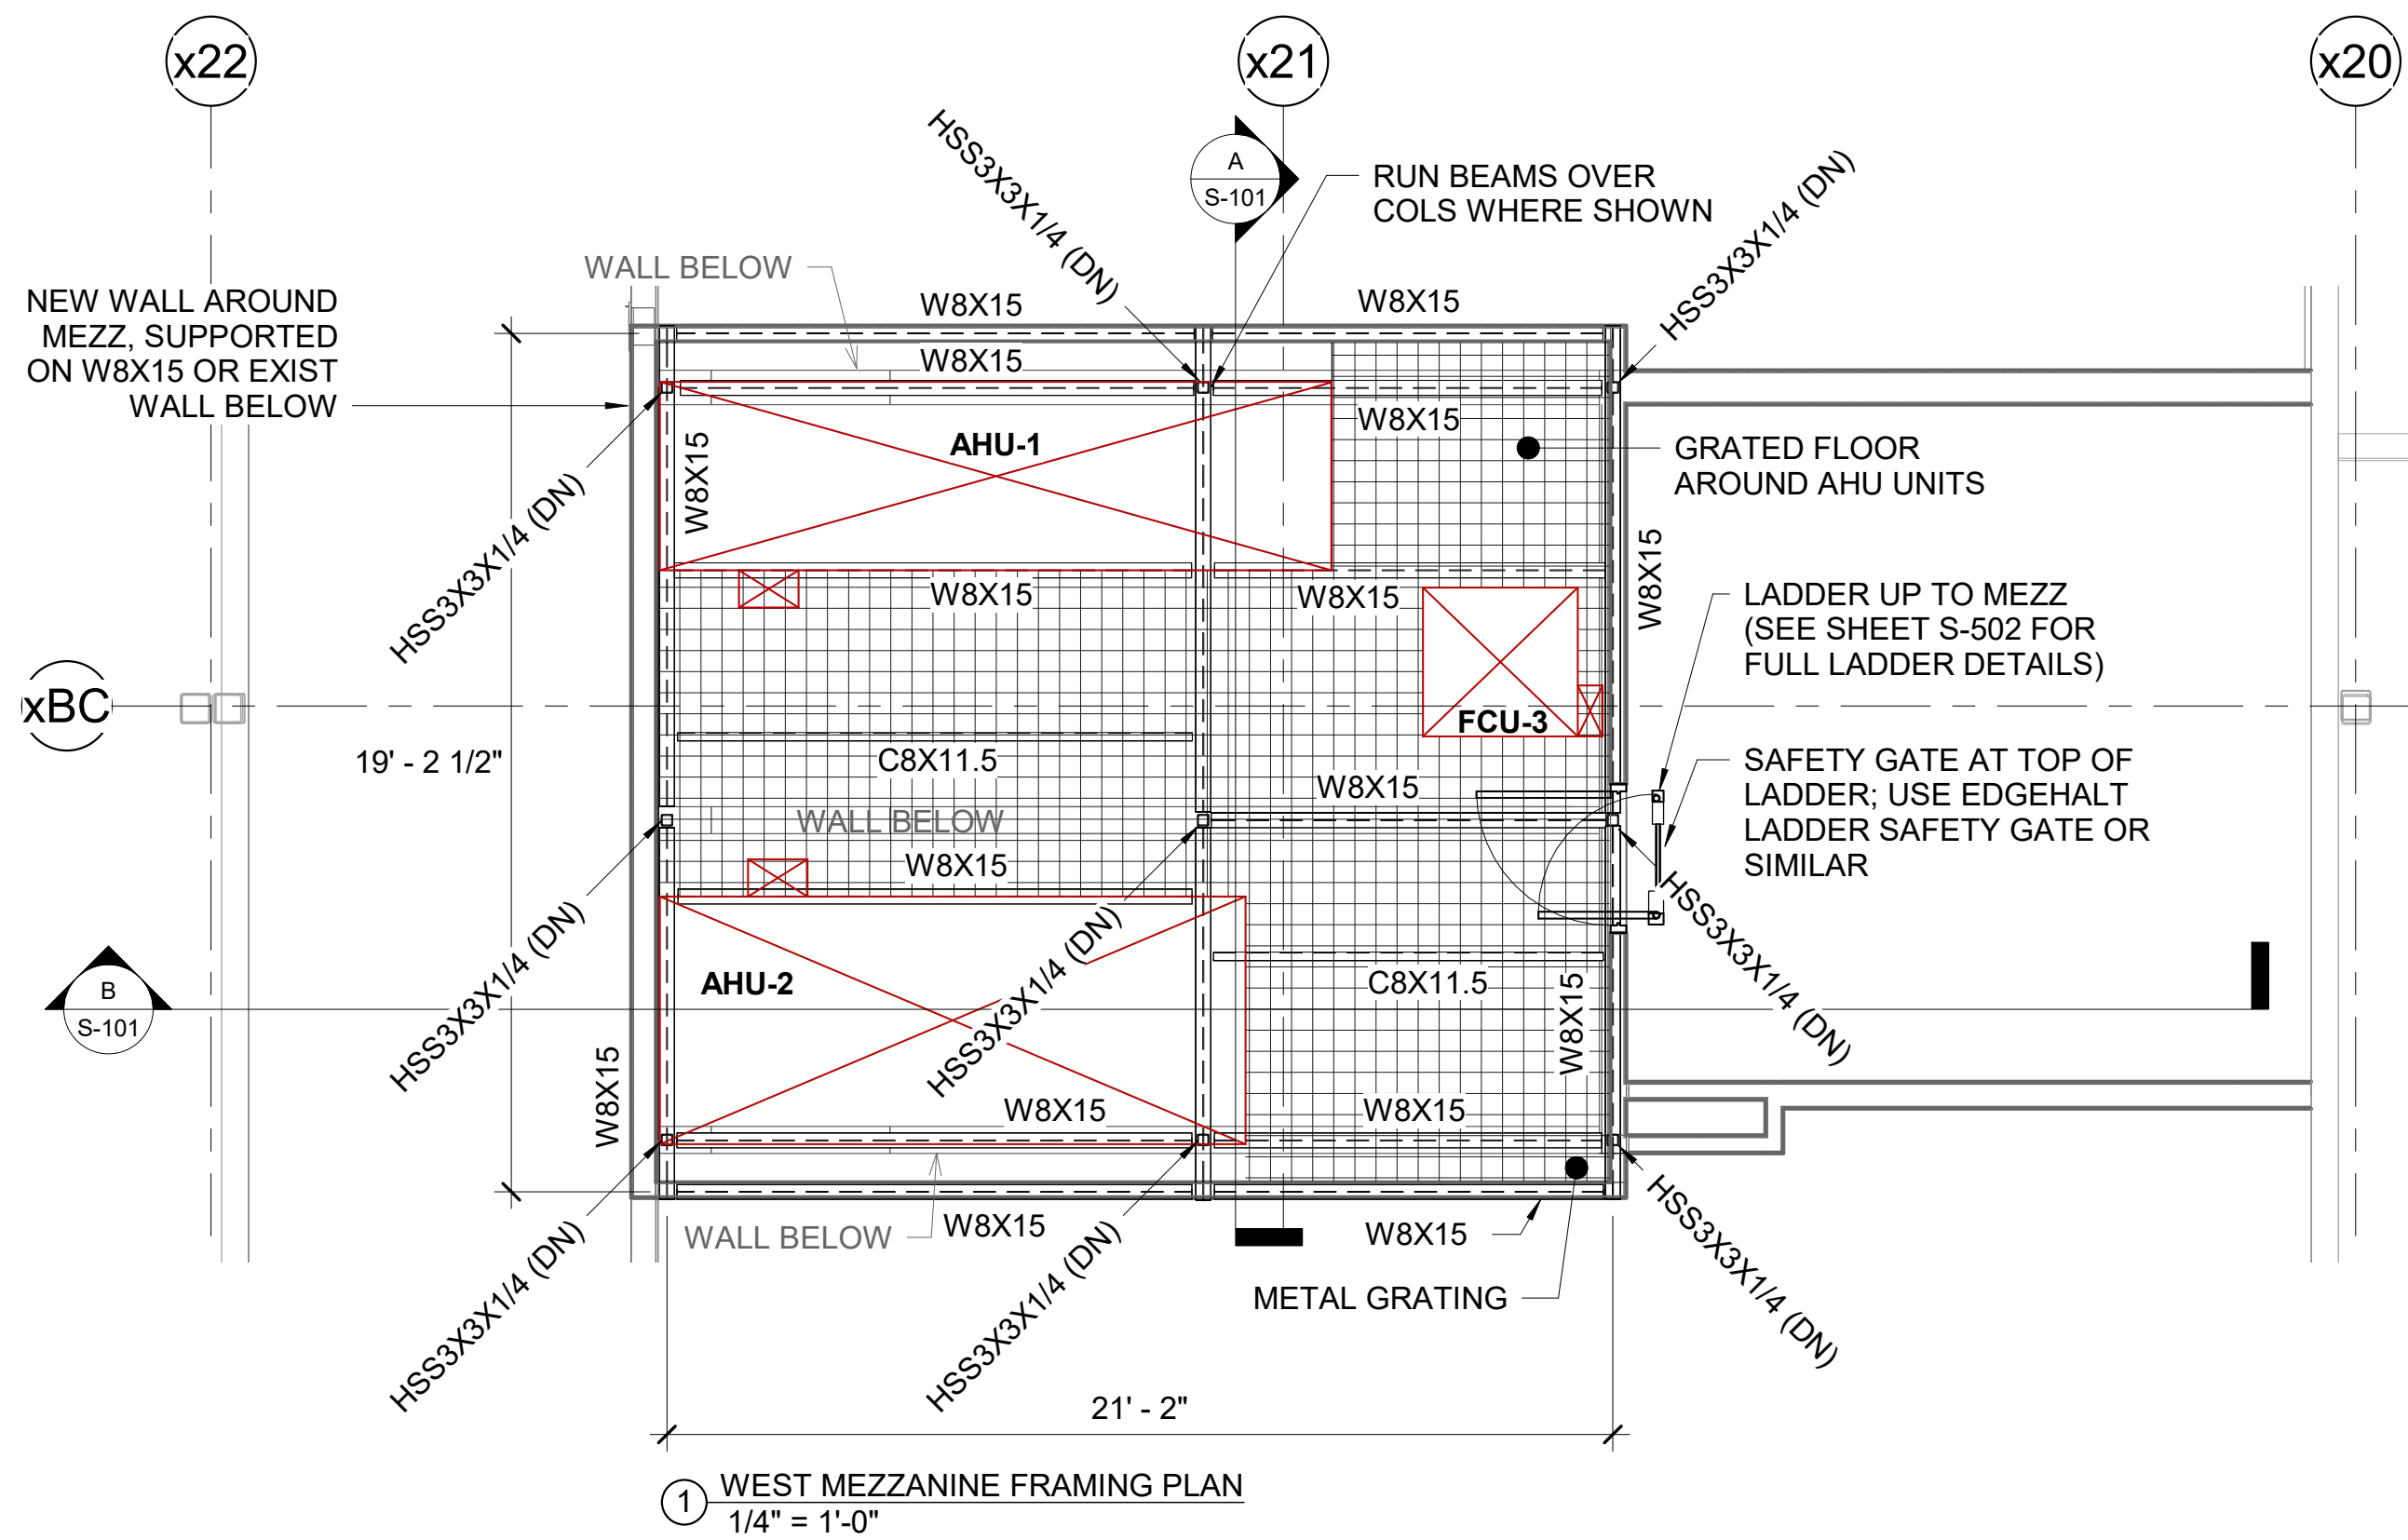 x22
x21
x20
A
S-101
RUN BEAMS OVER
COLS WHERE SHOWN
HSS3X3X1/4 (DN)
HSS3X3X1/4 (DN)
WALL BELOW
NEW WALL AROUND
MEZZ, SUPPORTED
ON W8X15 OR EXIST
WALL BELOW
W8X15
W8X15
W8X15
W8X15
AHU-1
W8X15
GRATED FLOOR
AROUND AHU UNITS
HSS3X3X1/4 (DN)
W8X15
W8X15
W8X15
LADDER UP TO MEZZ
(SEE SHEET S-502 FOR
FULL LADDER DETAILS)
xBC
FCU-3
19' - 2 1/2"
C8X11.5
W8X15
SAFETY GATE AT TOP OF
LADDER; USE EDGEHALT
LADDER SAFETY GATE OR
SIMILAR
WALL BELOW
W8X15
HSS3X3X1/4 (DN)
HSS3X3X1/4 (DN)
HSS3X3X1/4 (DN)
AHU-2
C8X11.5
W8X15
B
S-101
W8X15
W8X15
W8X15
WALL BELOW
W8X15
W8X15
HSS3X3X1/4 (DN)
HSS3X3X1/4 (DN)
HSS3X3X1/4 (DN)
METAL GRATING
21' - 2"
1
WEST MEZZANINE FRAMING PLAN
1/4" = 1'-0"